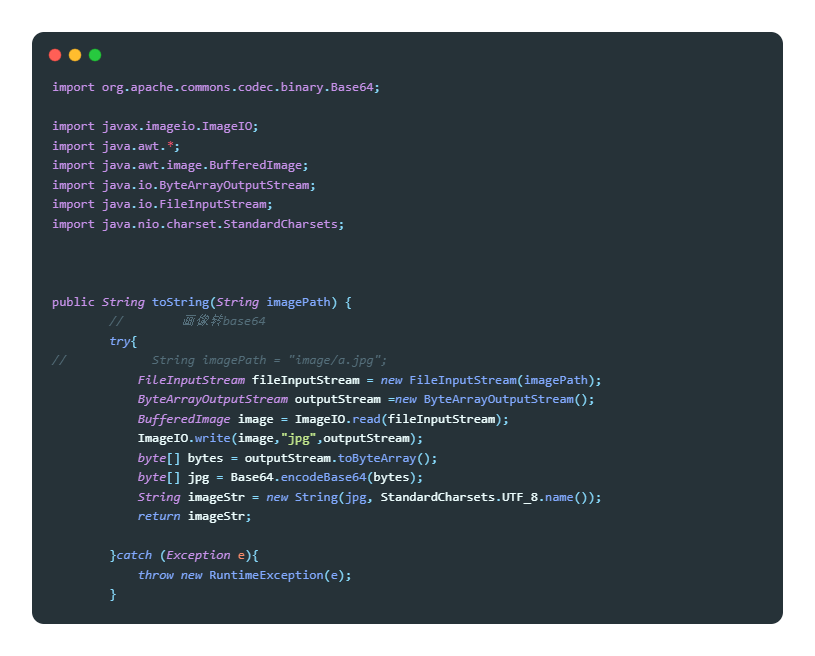 import org.apache.commons.codec.binary.Base64;
import javax.imageio.ImageIO;
import java.awt.*;
import java.awt.image.BufferedImage;
import java.io.ByteArrayOutputStream;
import java.io.FileInputStream;
import java.nio.charset.StandardCharsets;
public String toString(String imagePath) {
// 画像转base64
try{
// String imagePath = "image/a.jpg";
FileInputStream fileInputStream = new FileInputStream(imagePath);
ByteArrayOutputStream outputStream =new ByteArrayOutputStream();
BufferedImage image = ImageIO.read(fileInputStream);
ImageIO.write(image,"jpg",outputStream);
byte[] bytes = outputStream.toByteArray();
byte[] jpg = Base64.encodeBase64(bytes);
String imageStr = new String(jpg, StandardCharsets.UTF_8.name());
return imageStr;
}catch (Exception e){
throw new RuntimeException(e);
}